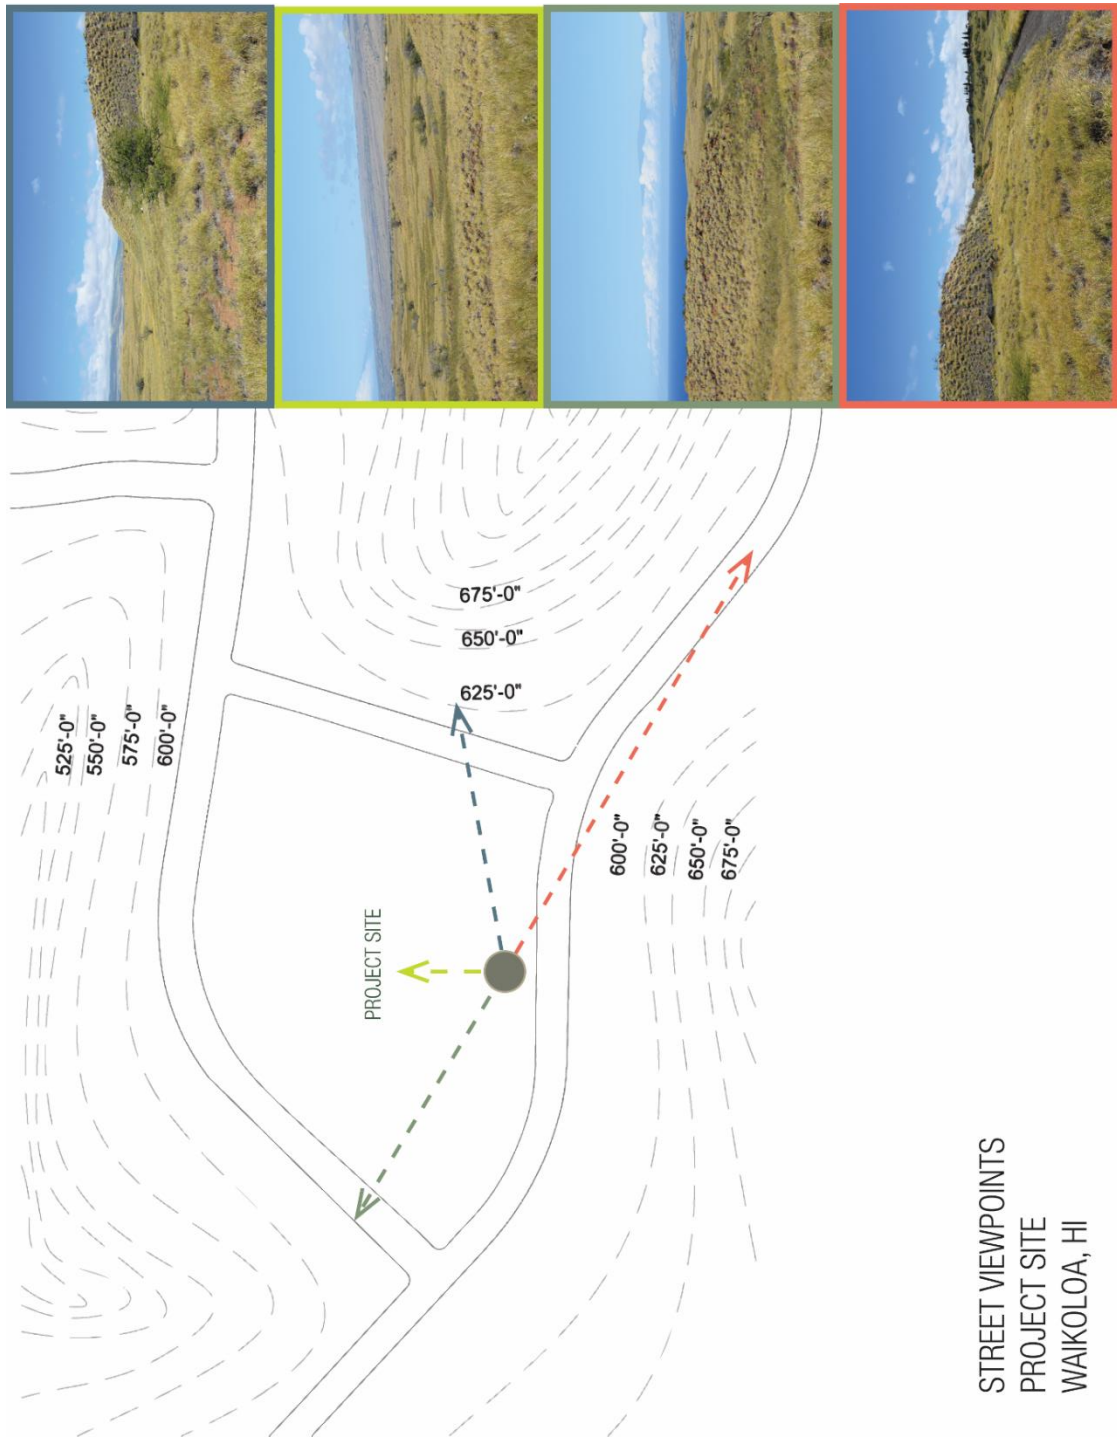 525'-0"
550'-0"
575'-0"
600'-0"
675'-0"
650'-0"
625'-0"
PROJECT SITE
600'-0"
625'-0"
650'-0"
675'-0"
STREET VIEWPOINTS
PROJECT SITE
WAIKOLOA, HI